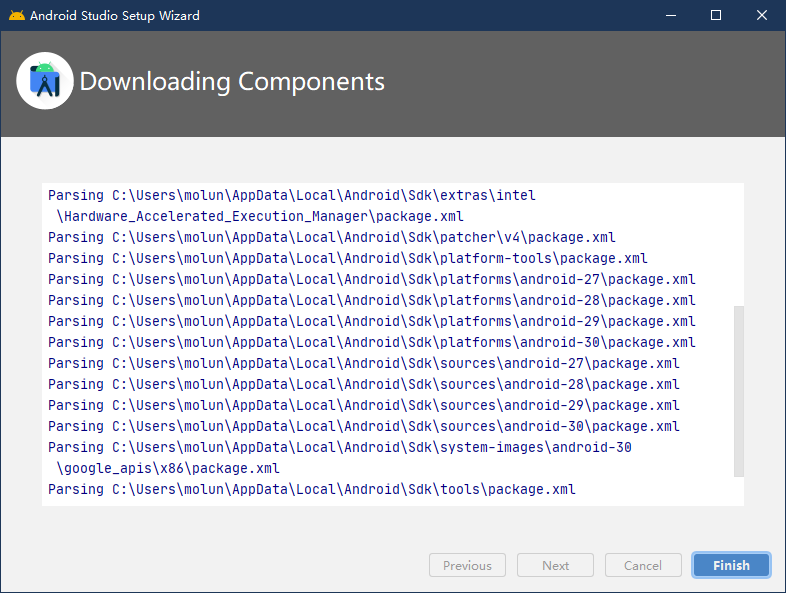 Android Studio Setup Wizard
Downloading Components
Parsing C:\Users\molun\AppData\Local\Android\Sdk\extras\intel
\Hardware_Accelerated_Execution_Manager\package.xml
Parsing C:\Users\molun\AppData\Local\Android\Sdk\patcher\v4\package.xml
Parsing C:\Users\molun\AppData\Local\Android\Sdk\platform-tools\package.xml
Parsing C:\Users\molun\AppData\Local\Android\Sdk\platforms\android-27\package.xml
Parsing C:\Users\molun\AppData\Local\Android\Sdk\platforms\android-28\package.xml
Parsing C:\Users\molun\AppData\Local\Android\Sdk\platforms\android-29\package.xml
Parsing C:\Users\molun\AppData\Local\Android\Sdk\platforms\android-30\package.xml
Parsing C:\Users\molun\AppData\Local\Android\Sdk\sources\android-27\package.xml
Parsing C:\Users\molun\AppData\Local\Android\Sdk\sources\android-28\package.xml
Parsing C:\Users\molun\AppData\Local\Android\Sdk\sources\android-29\package.xml
Parsing C:\Users\molun\AppData\Local\Android\Sdk\sources\android-30\package.xml
Parsing C:\Users\molun\AppData\Local\Android\Sdk\system-images\android-30
\google_apis\x86\package.xml
Parsing C:\Users\molun\AppData\Local\Android\Sdk\tools\package.xml
Previous Next Cancel Finish